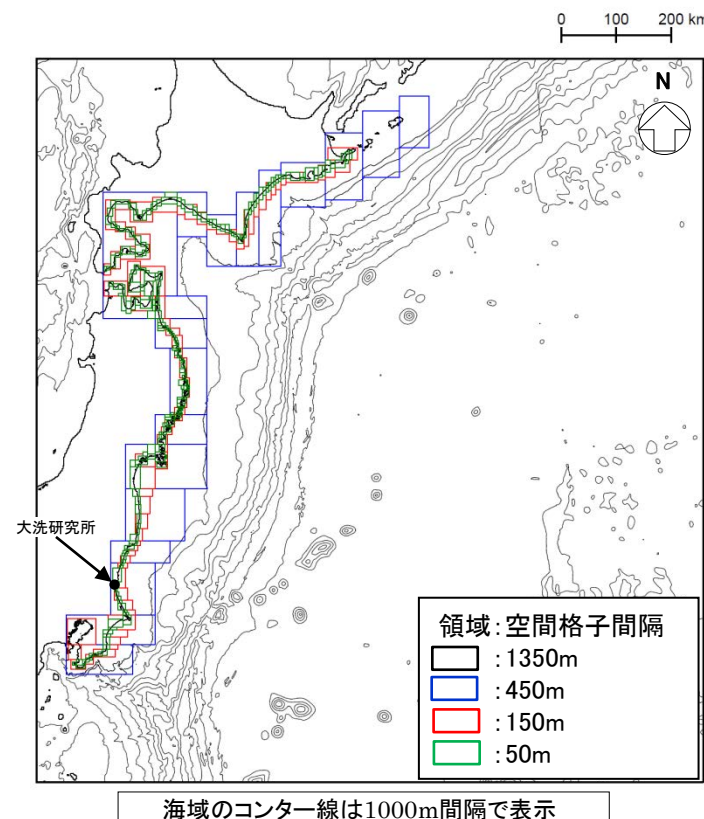 0 100 200 km
N
大洗研究所
領域:空間格子間隔
:1350m
:450m
:150m
:50m
海域のコンター線は1000m間隔で表示